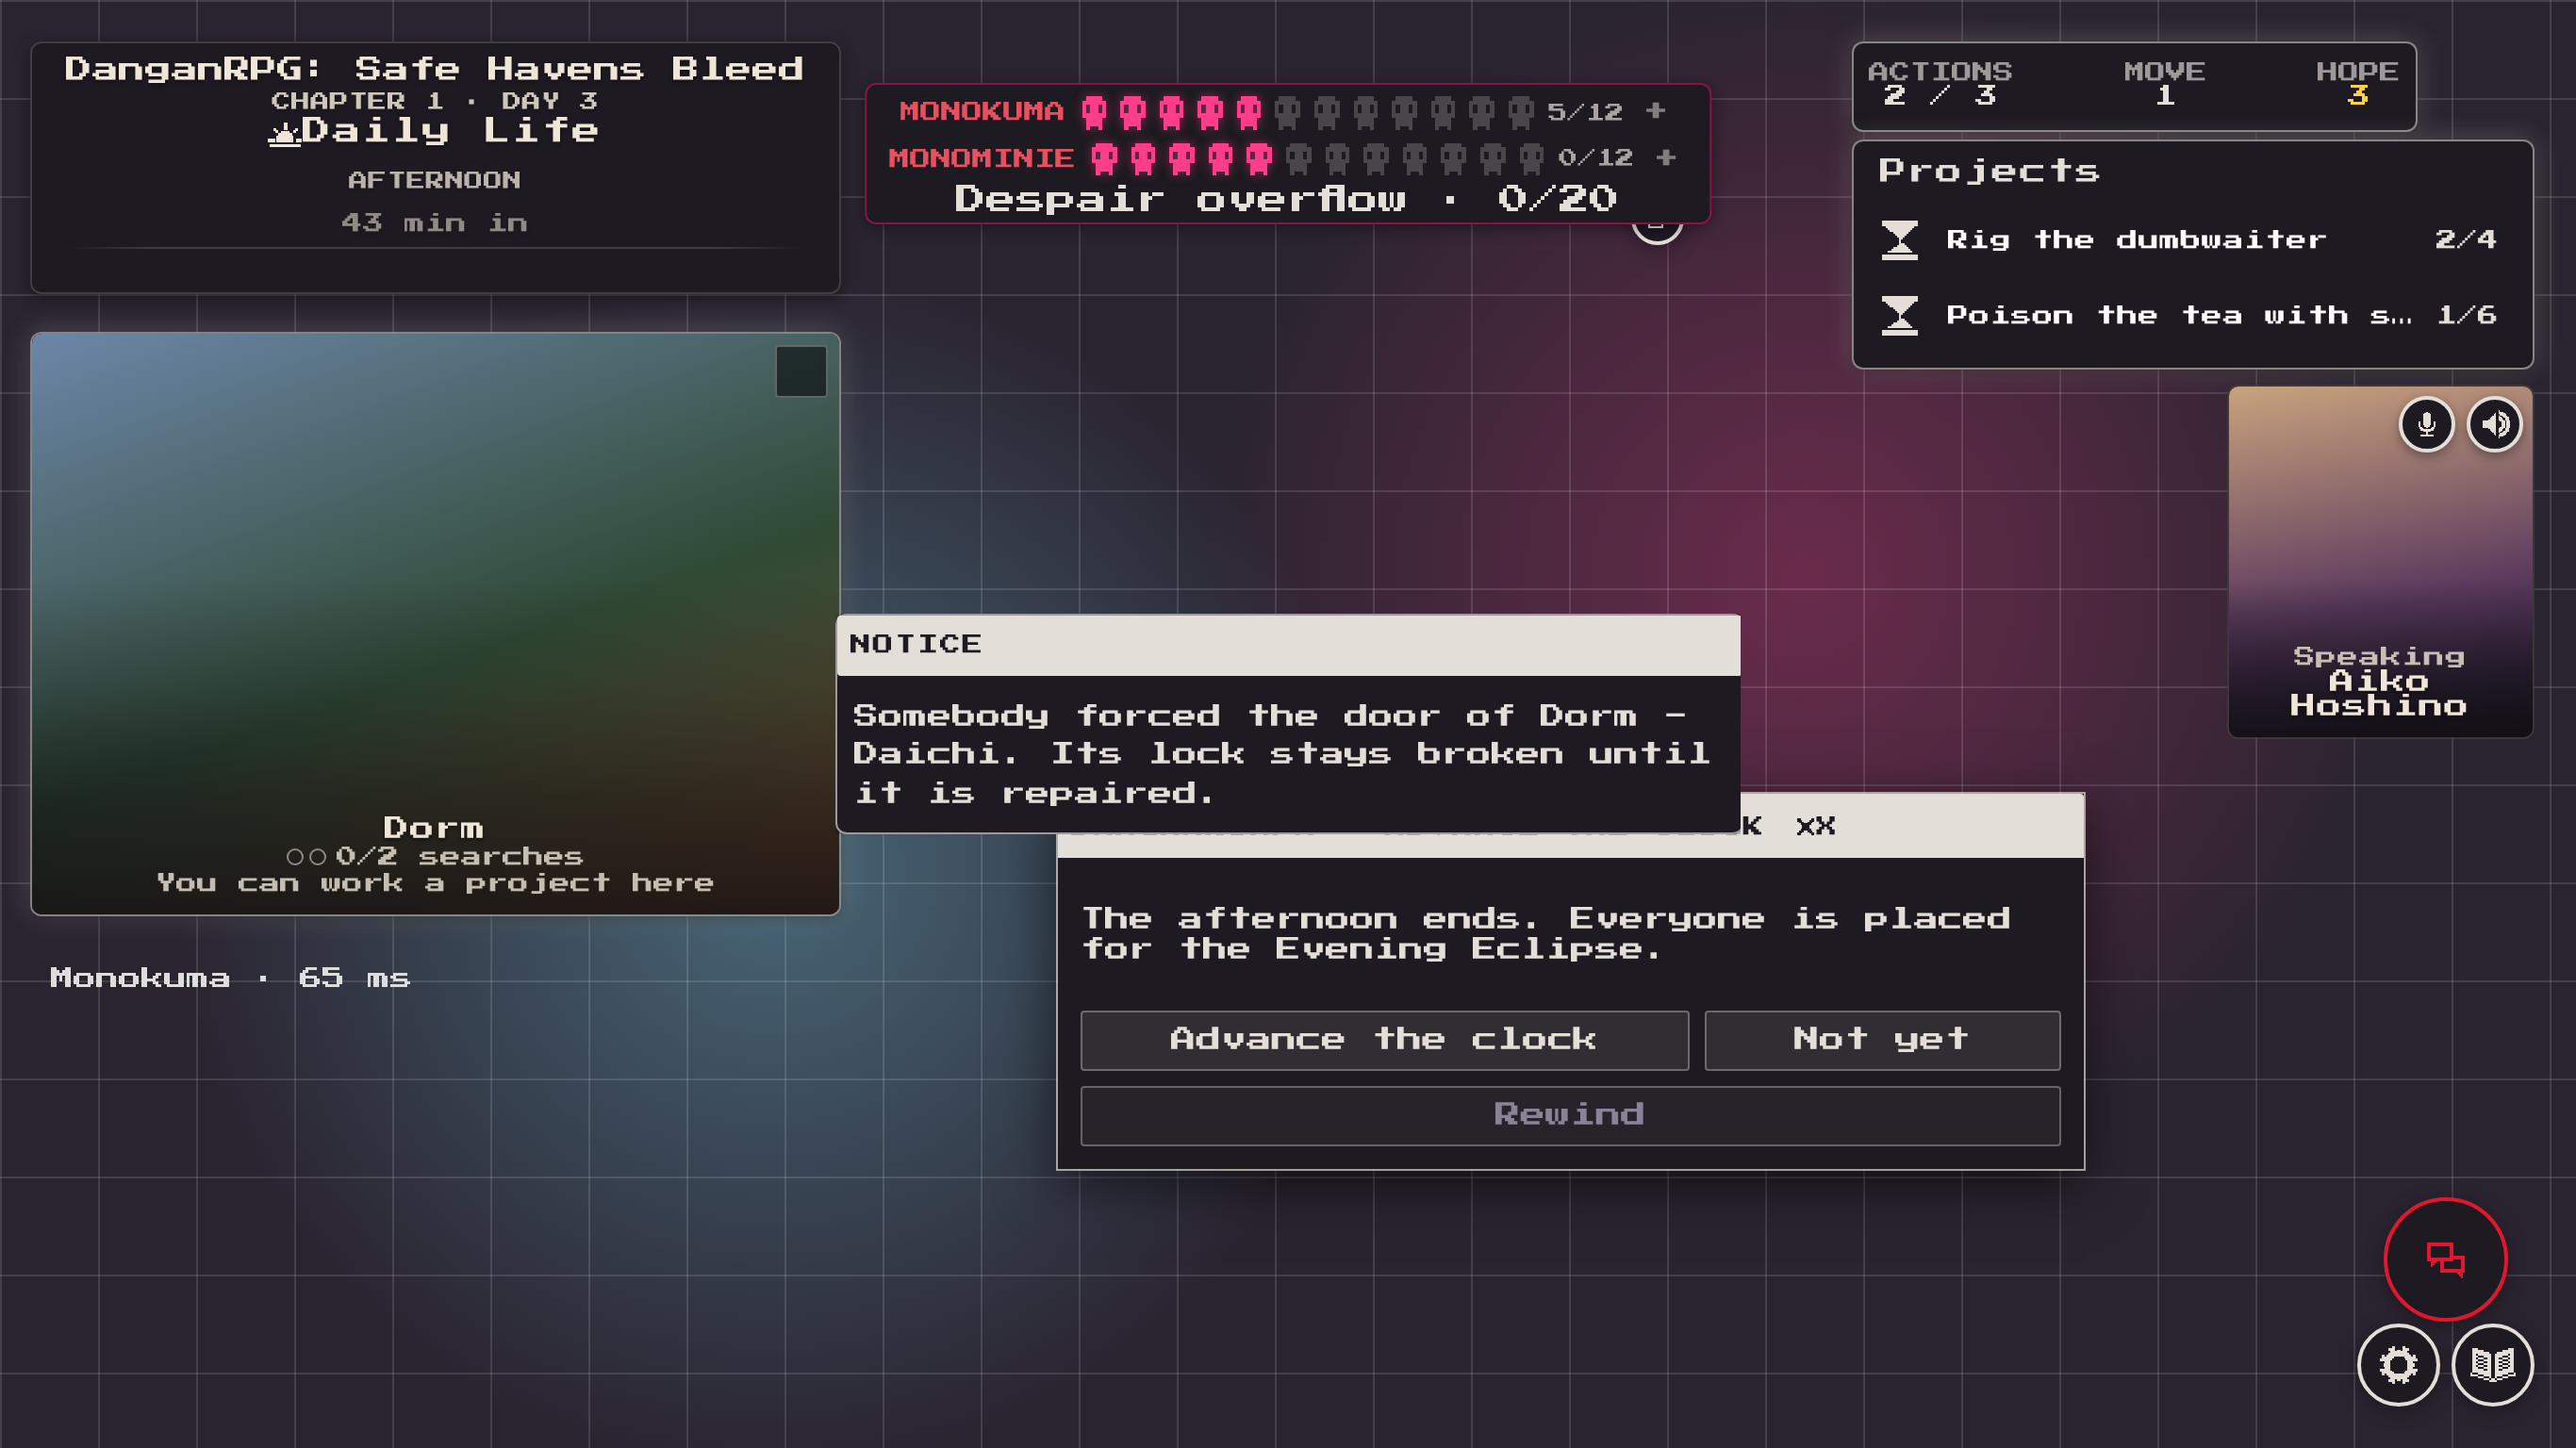 DanganRPG: Safe Havens Bleed
CHAPTER 1 · DAY 3
Daily Life
AFTERNOON
43 min in
MONOKUMA 5/12 +
MONOMINIE 0/12 +
Despair overflow · 0/20
ACTIONS MOVE HOPE
2 / 3 1 3
Projects
Rig the dumbwaiter 2/4
Poison the tea with s… 1/6
Speaking
Aiko
Hoshino
Dorm
0/2 searches
You can work a project here
Monokuma · 65 ms
NOTICE
Somebody forced the door of Dorm –
Daichi. Its lock stays broken until
it is repaired.
K xX
The afternoon ends. Everyone is placed
for the Evening Eclipse.
Advance the clock
Not yet
Rewind